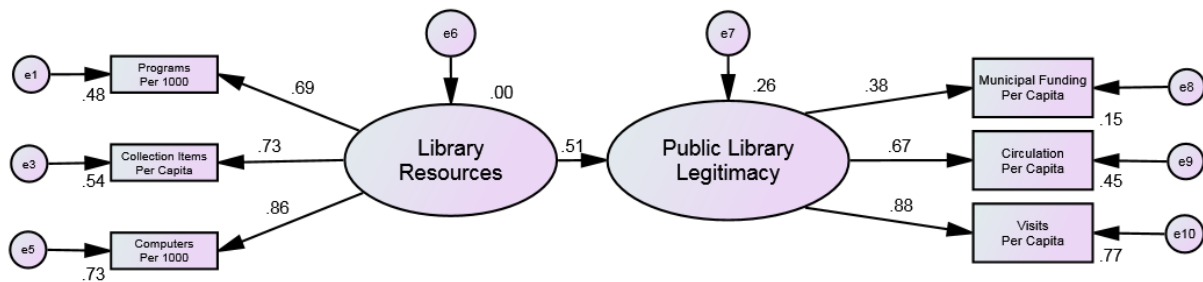 e6
e7
e1
Programs
Per 1000
.48
.69
.00
.26
.38
Municipal Funding
Per Capita
e8
.15
e3
Collection Items
Per Capita
.54
.73
Library
Resources
.51
Public Library
Legitimacy
.67
Circulation
Per Capita
e9
.45
e5
Computers
Per 1000
.73
.86
.88
Visits
Per Capita
e10
.77